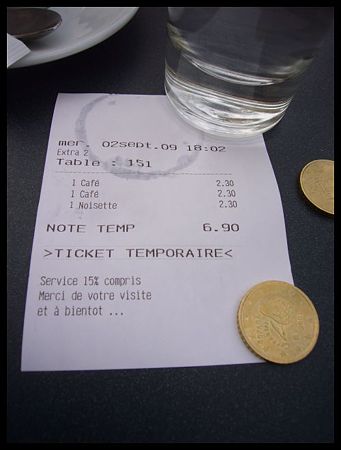 mer. 02sept.09 18:02
Extra 2
Table : 151
1 Café 2.30
1 Café 2.30
1 Noisette 2.30
NOTE TEMP 6.90
>TICKET TEMPORAIRE<
Service 15% compris
Merci de votre visite
et à bientot ...